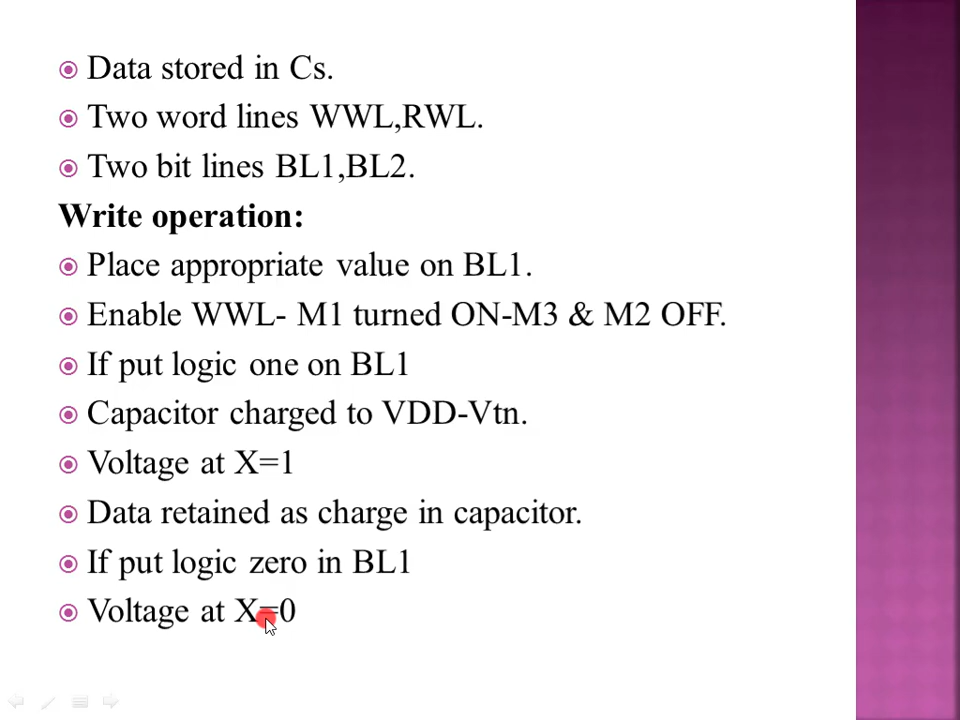 Data stored in Cs.
Two word lines WWL,RWL.
Two bit lines BL1,BL2.
Write operation:
Place appropriate value on BL1.
Enable WWL- M1 turned ON-M3 & M2 OFF.
If put logic one on BL1
Capacitor charged to VDD-Vtn.
Voltage at X=1
Data retained as charge in capacitor.
If put logic zero in BL1
Voltage at X=0